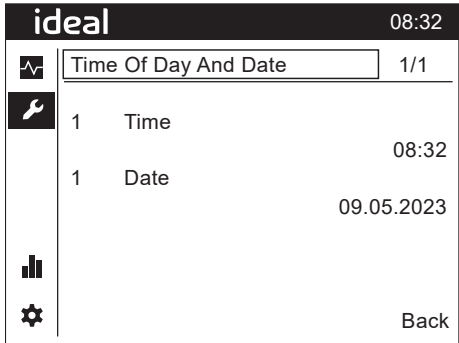 ideal 08:32
Time Of Day And Date 1/1
1 Time
08:32
1 Date
09.05.2023
Back